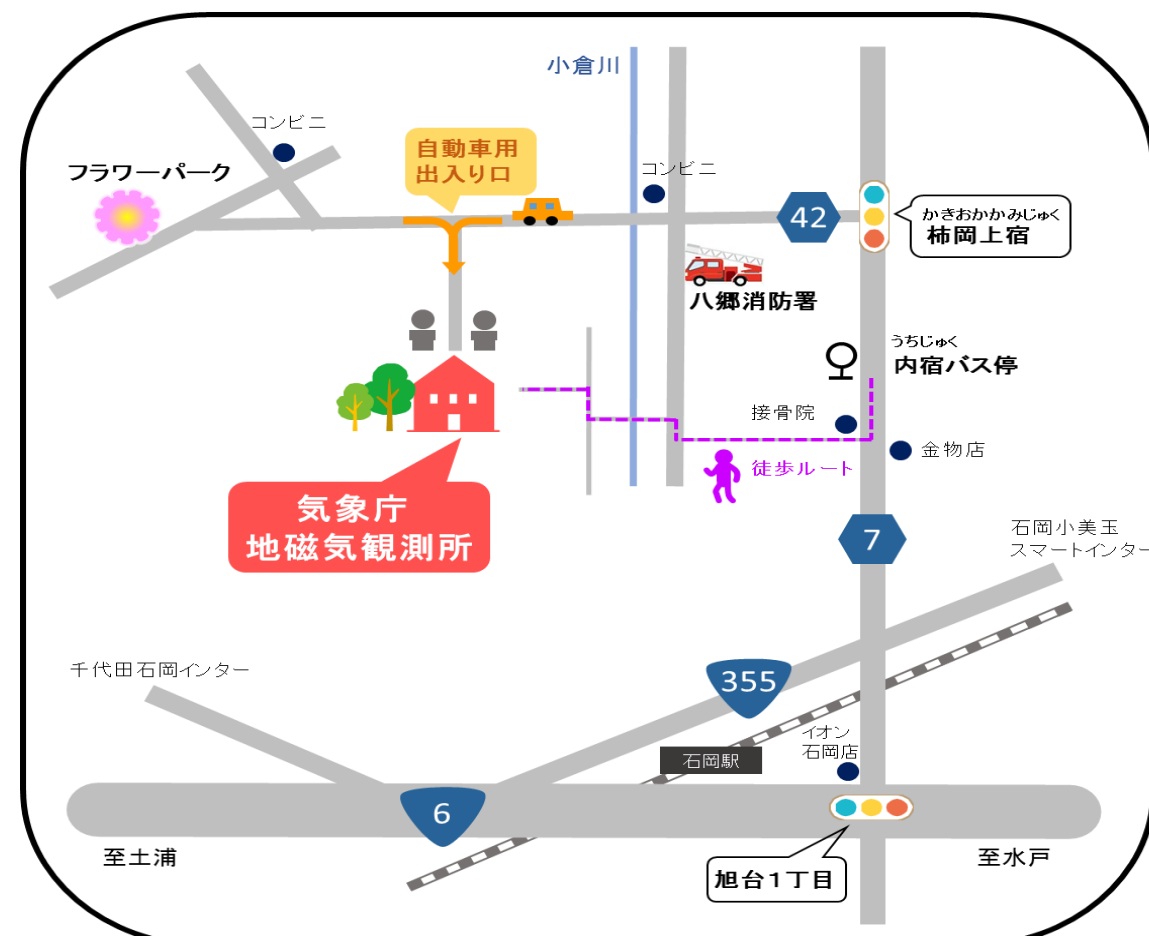 小倉川
コンビニ
自動車用
出入り口
フラワーパーク
コンビニ
42
かきおかかみじゅく
柿岡上宿
八郷消防署
うちじゅく
内宿バス停
接骨院
金物店
徒歩ルート
気象庁
地磁気観測所
7
石岡小美玉
スマートインター
千代田石岡インター
355
イオン
石岡店
石岡駅
6
至土浦
至水戸
旭台1丁目